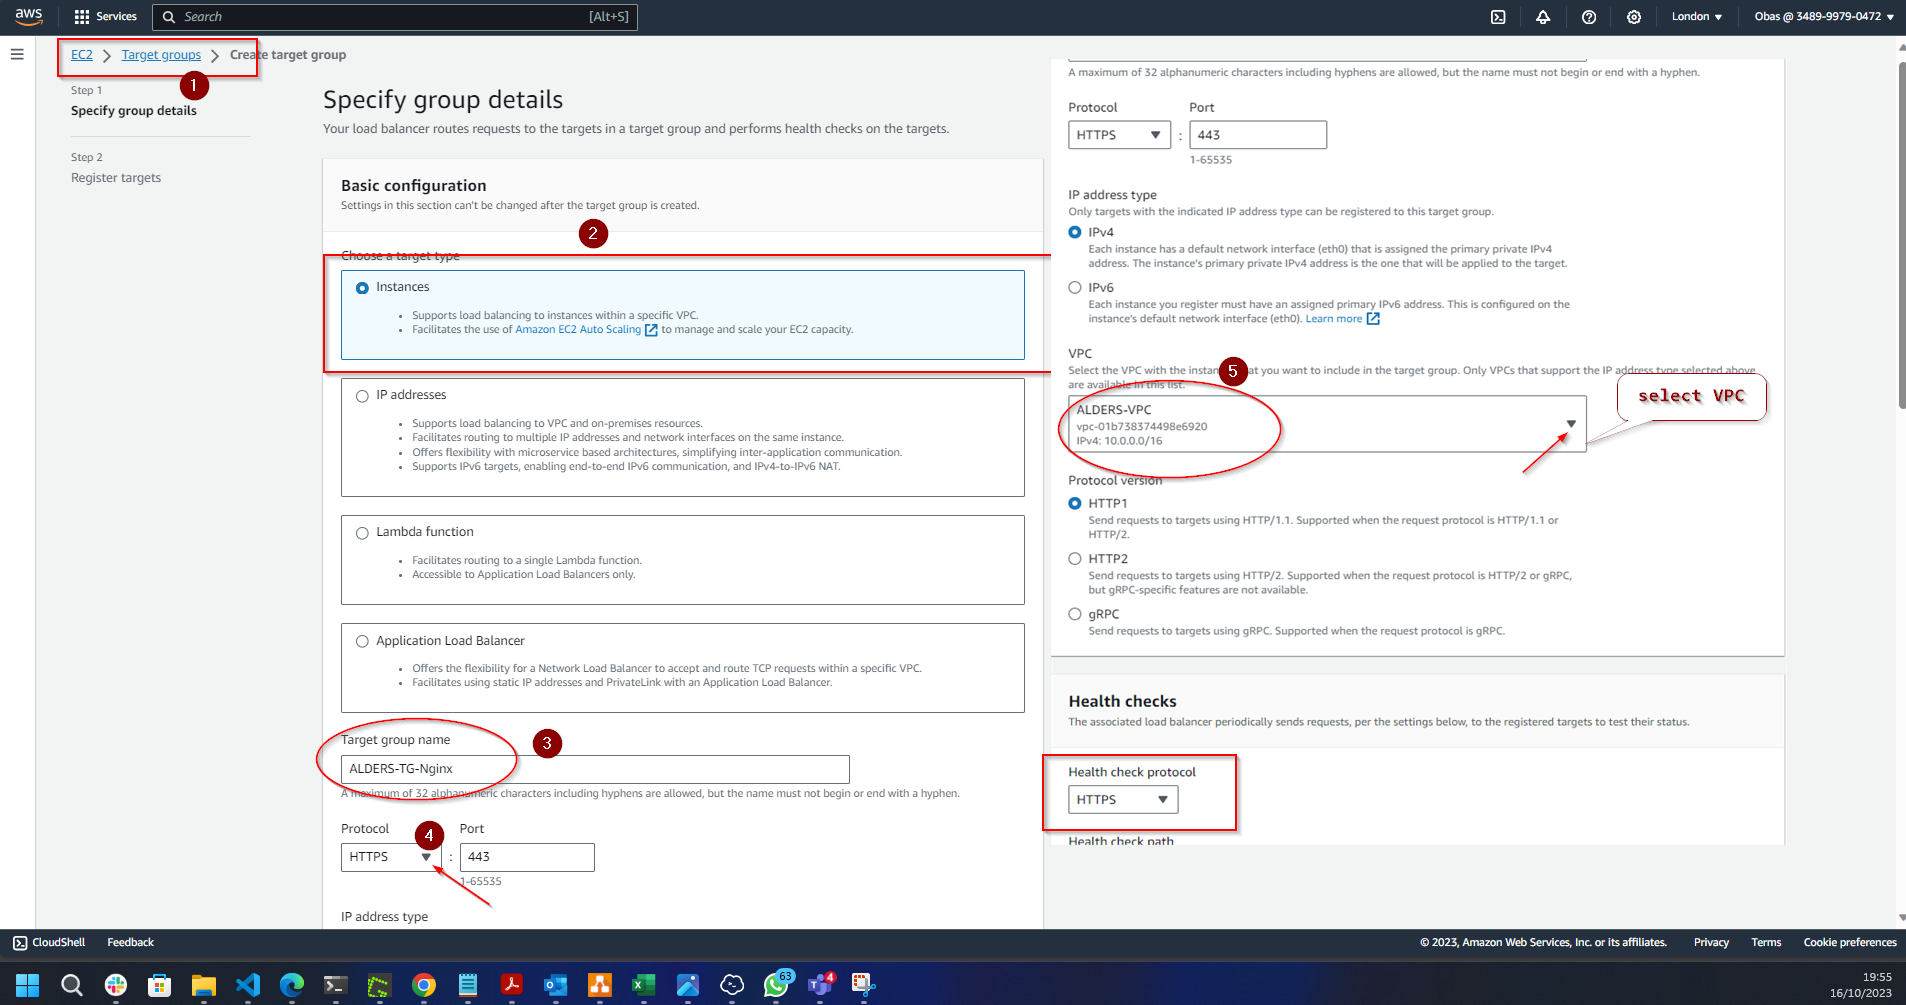 aws
Services
Search
[Alt+S]
London
Obas @ 3489-9979-0472
EC2 > Target groups > Create target group
1
Step 1
Specify group details
Step 2
Register targets
Specify group details
Your load balancer routes requests to the targets in a target group and performs health checks on the targets.
Basic configuration
Settings in this section can't be changed after the target group is created.
2
Choose a target type
Instances
Supports load balancing to instances within a specific VPC.
Facilitates the use of Amazon EC2 Auto Scaling to manage and scale your EC2 capacity.
IP addresses
Supports load balancing to VPC and on-premises resources.
Facilitates routing to multiple IP addresses and network interfaces on the same instance.
Offers flexibility with microservice based architectures, simplifying inter-application communication.
Supports IPv6 targets, enabling end-to-end IPv6 communication, and IPv4-to-IPv6 NAT.
Lambda function
Facilitates routing to a single Lambda function.
Accessible to Application Load Balancers only.
Application Load Balancer
Offers the flexibility for a Network Load Balancer to accept and route TCP requests within a specific VPC.
Facilitates using static IP addresses and PrivateLink with an Application Load Balancer.
Target group name
3
ALDERS-TG-Nginx
A maximum of 32 alphanumeric characters including hyphens are allowed, but the name must not begin or end with a hyphen.
Protocol
4
Port
HTTPS
:
443
1-65535
IP address type
A maximum of 32 alphanumeric characters including hyphens are allowed, but the name must not begin or end with a hyphen.
Protocol
Port
HTTPS
:
443
1-65535
IP address type
Only targets with the indicated IP address type can be registered to this target group.
IPv4
Each instance has a default network interface (eth0) that is assigned the primary private IPv4
address. The instance's primary private IPv4 address is the one that will be applied to the target.
IPv6
Each instance you register must have an assigned primary IPv6 address. This is configured on the
instance's default network interface (eth0). Learn more
VPC
5
Select the VPC with the instan at you want to include in the target group. Only VPCs that support the IP address type selected above
are available in this list.
select VPC
ALDERS-VPC
vpc-01b738374498e6920
IPv4: 10.0.0.0/16
Protocol version
HTTP1
Send requests to targets using HTTP/1.1. Supported when the request protocol is HTTP/1.1 or
HTTP/2.
HTTP2
Send requests to targets using HTTP/2. Supported when the request protocol is HTTP/2 or gRPC,
but gRPC-specific features are not available.
gRPC
Send requests to targets using gRPC. Supported when the request protocol is gRPC.
Health checks
The associated load balancer periodically sends requests, per the settings below, to the registered targets to test their status.
Health check protocol
HTTPS
Health check path
CloudShell
Feedback
© 2023, Amazon Web Services, Inc. or its affiliates.
Privacy
Terms
Cookie preferences
63
4
19:55
16/10/2023